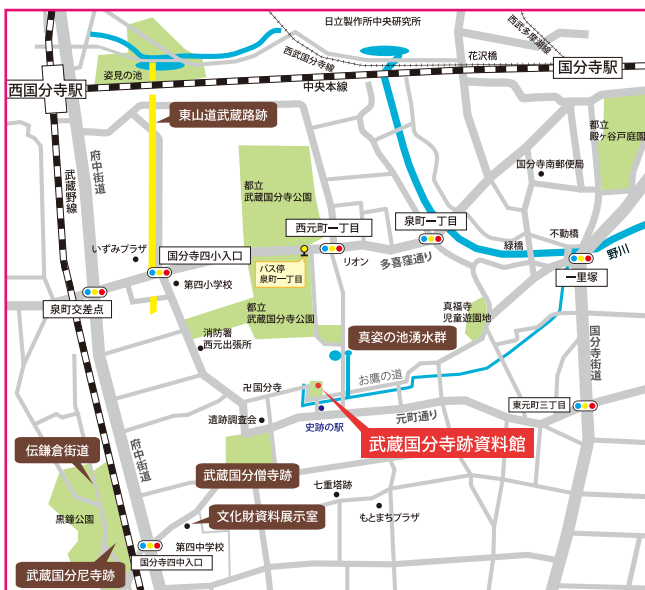 日立製作所中央研究所
西武国分寺線
西武多摩湖線
花沢橋
国分寺駅
姿見の池
西国分寺駅
中央本線
東山道武蔵路跡
都立
殿ヶ谷戸庭園
府中街道
武蔵野線
国分寺南郵便局
都立
武蔵国分寺公園
西元町一丁目
泉町一丁目
不動橋
いずみプラザ
国分寺四小入口
緑橋
野川
リオン
多喜窪通り
バス停
泉町一丁目
一里塚
第四小学校
泉町交差点
都立
武蔵国分寺公園
真福寺
児童遊園地
消防署
西元出張所
真姿の池湧水群
国分寺街道
お鷹の道
卍国分寺
東元町三丁目
遺跡調査会
史跡の駅
元町通り
武蔵国分寺跡資料館
伝鎌倉街道
府中街道
武蔵国分僧寺跡
七重塔跡
黒鐘公園
文化財資料展示室
もとまちプラザ
第四中学校
国分寺四中入口
武蔵国分尼寺跡